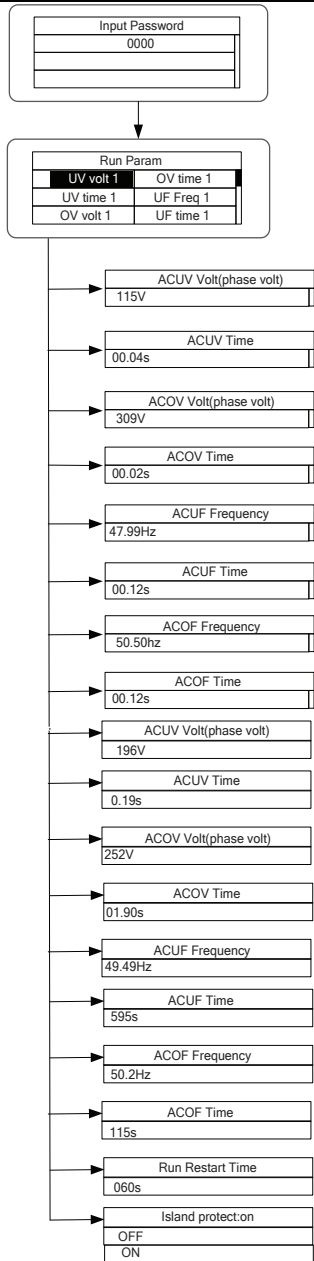 Input Password
0000
Run Param
UV volt 1 OV time 1
UV time 1 UF Freq 1
OV volt 1 UF time 1
ACUV Volt(phase volt)
115V
ACUV Time
00.04s
ACOV Volt(phase volt)
309V
ACOV Time
00.02s
ACUF Frequency
47.99Hz
ACUF Time
00.12s
ACOF Frequency
50.50hz
ACOF Time
00.12s
ACUV Volt(phase volt)
196V
ACUV Time
0.19s
ACOV Volt(phase volt)
252V
ACOV Time
01.90s
ACUF Frequency
49.49Hz
ACUF Time
595s
ACOF Frequency
50.2Hz
ACOF Time
115s
Run Restart Time
060s
Island protect:on
OFF
ON